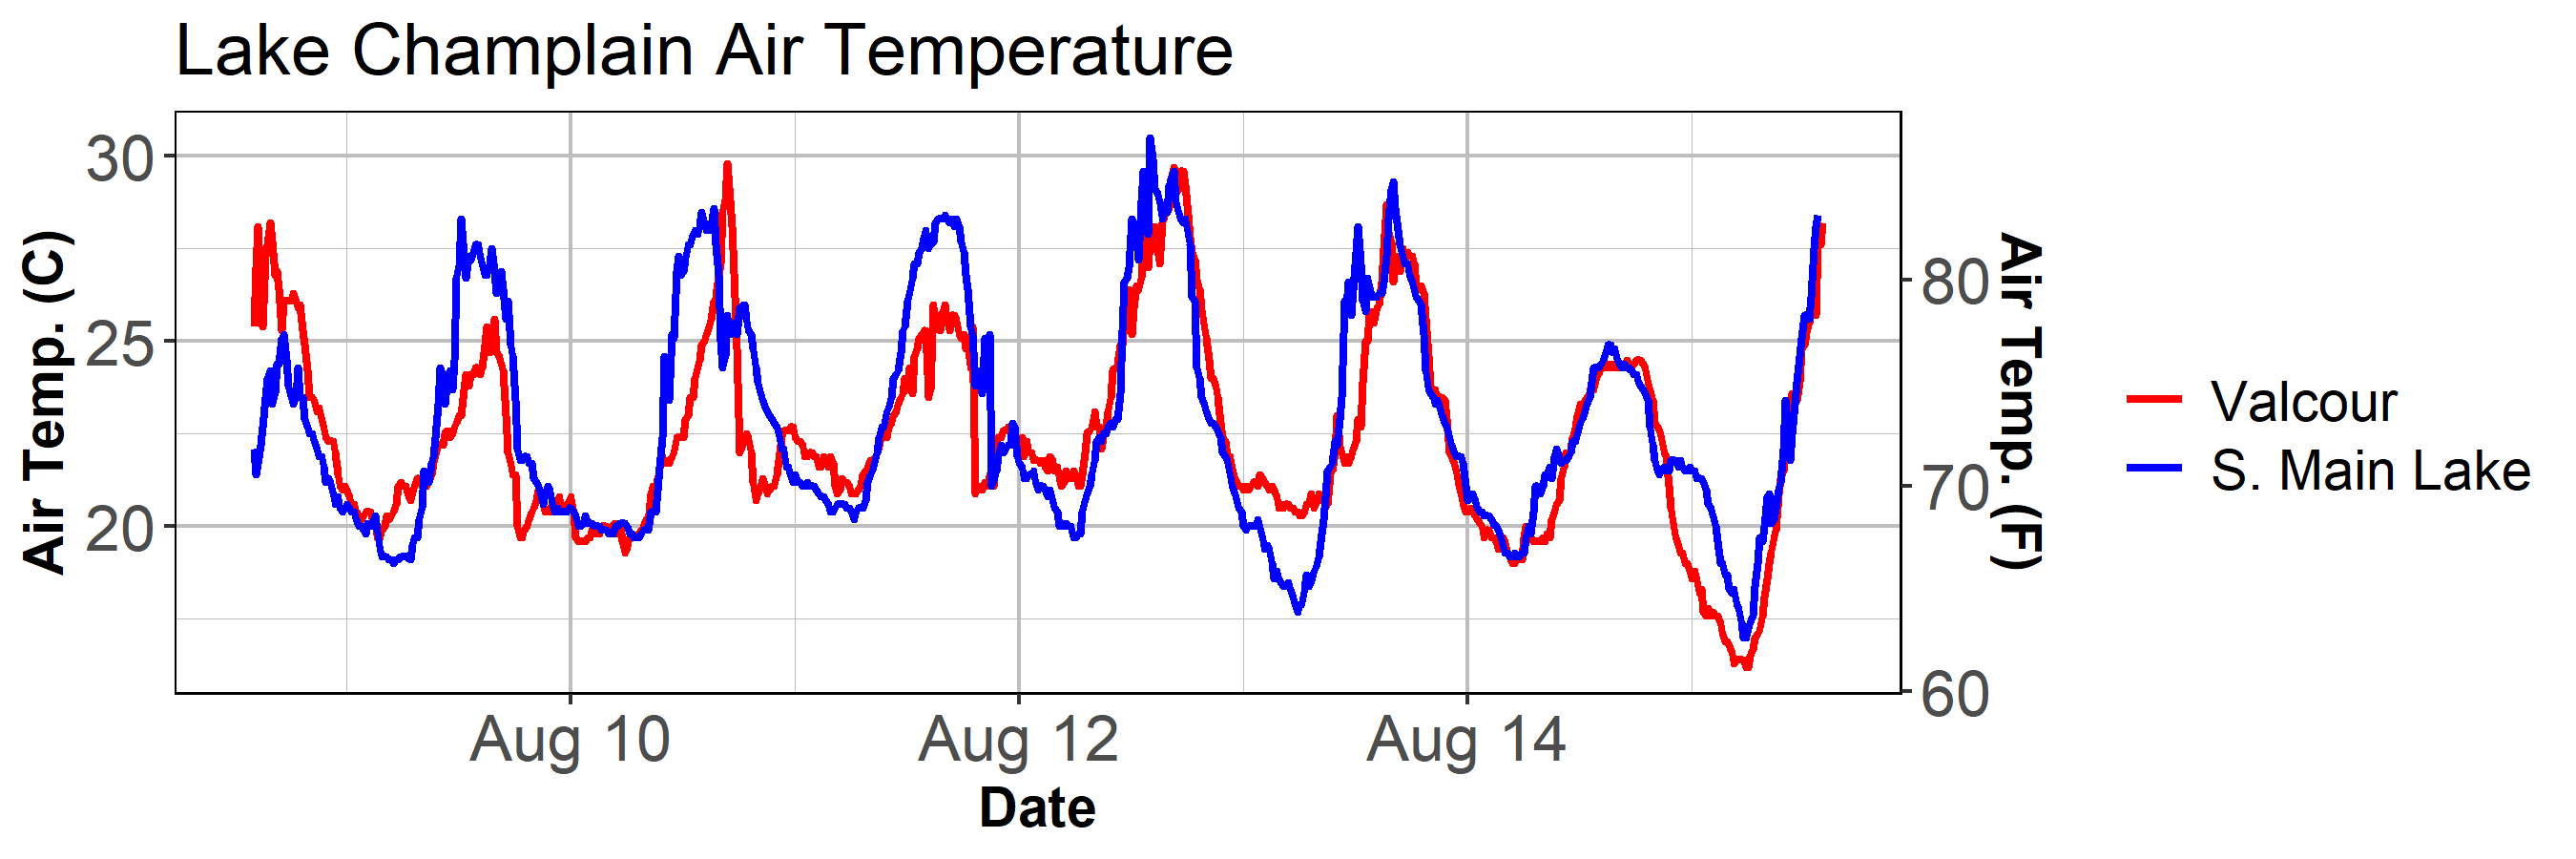 Lake Champlain Air Temperature
Air Temp. (C)
30
25
20
Air Temp. (F)
80
70
60
Aug 10
Aug 12
Aug 14
Date
Valcour
S. Main Lake